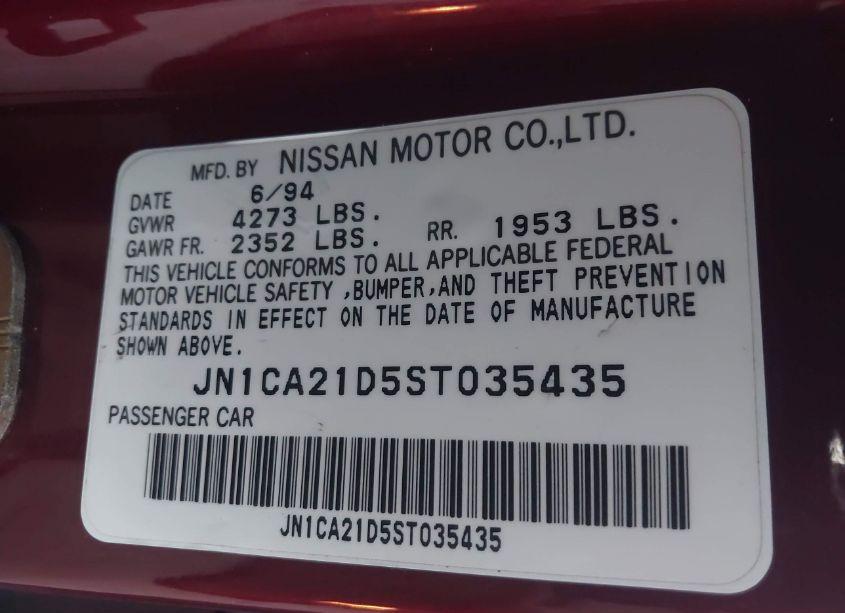 MFD. BY NISSAN MOTOR CO.,LTD.
DATE 6/94
GVWR 4273 LBS.
GAWR FR. 2352 LBS. RR. 1953 LBS.
THIS VEHICLE CONFORMS TO ALL APPLICABLE FEDERAL
MOTOR VEHICLE SAFETY ,BUMPER,AND THEFT PREVENTION
STANDARDS IN EFFECT ON THE DATE OF MANUFACTURE
SHOWN ABOVE.
JN1CA21D5ST035435
PASSENGER CAR
JN1CA21D5ST035435